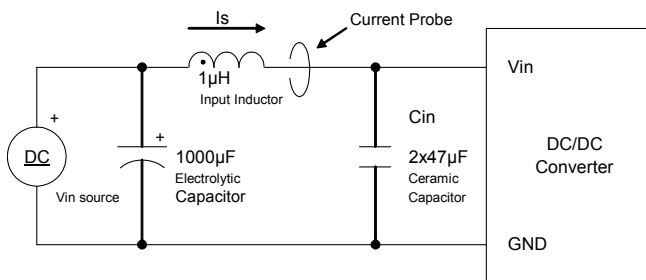 Is
Current Probe
1µH
Input Inductor
+
DC
Vin source
+
1000µF
Electrolytic
Capacitor
Cin
2x47µF
Ceramic
Capacitor
Vin
DC/DC
Converter
GND